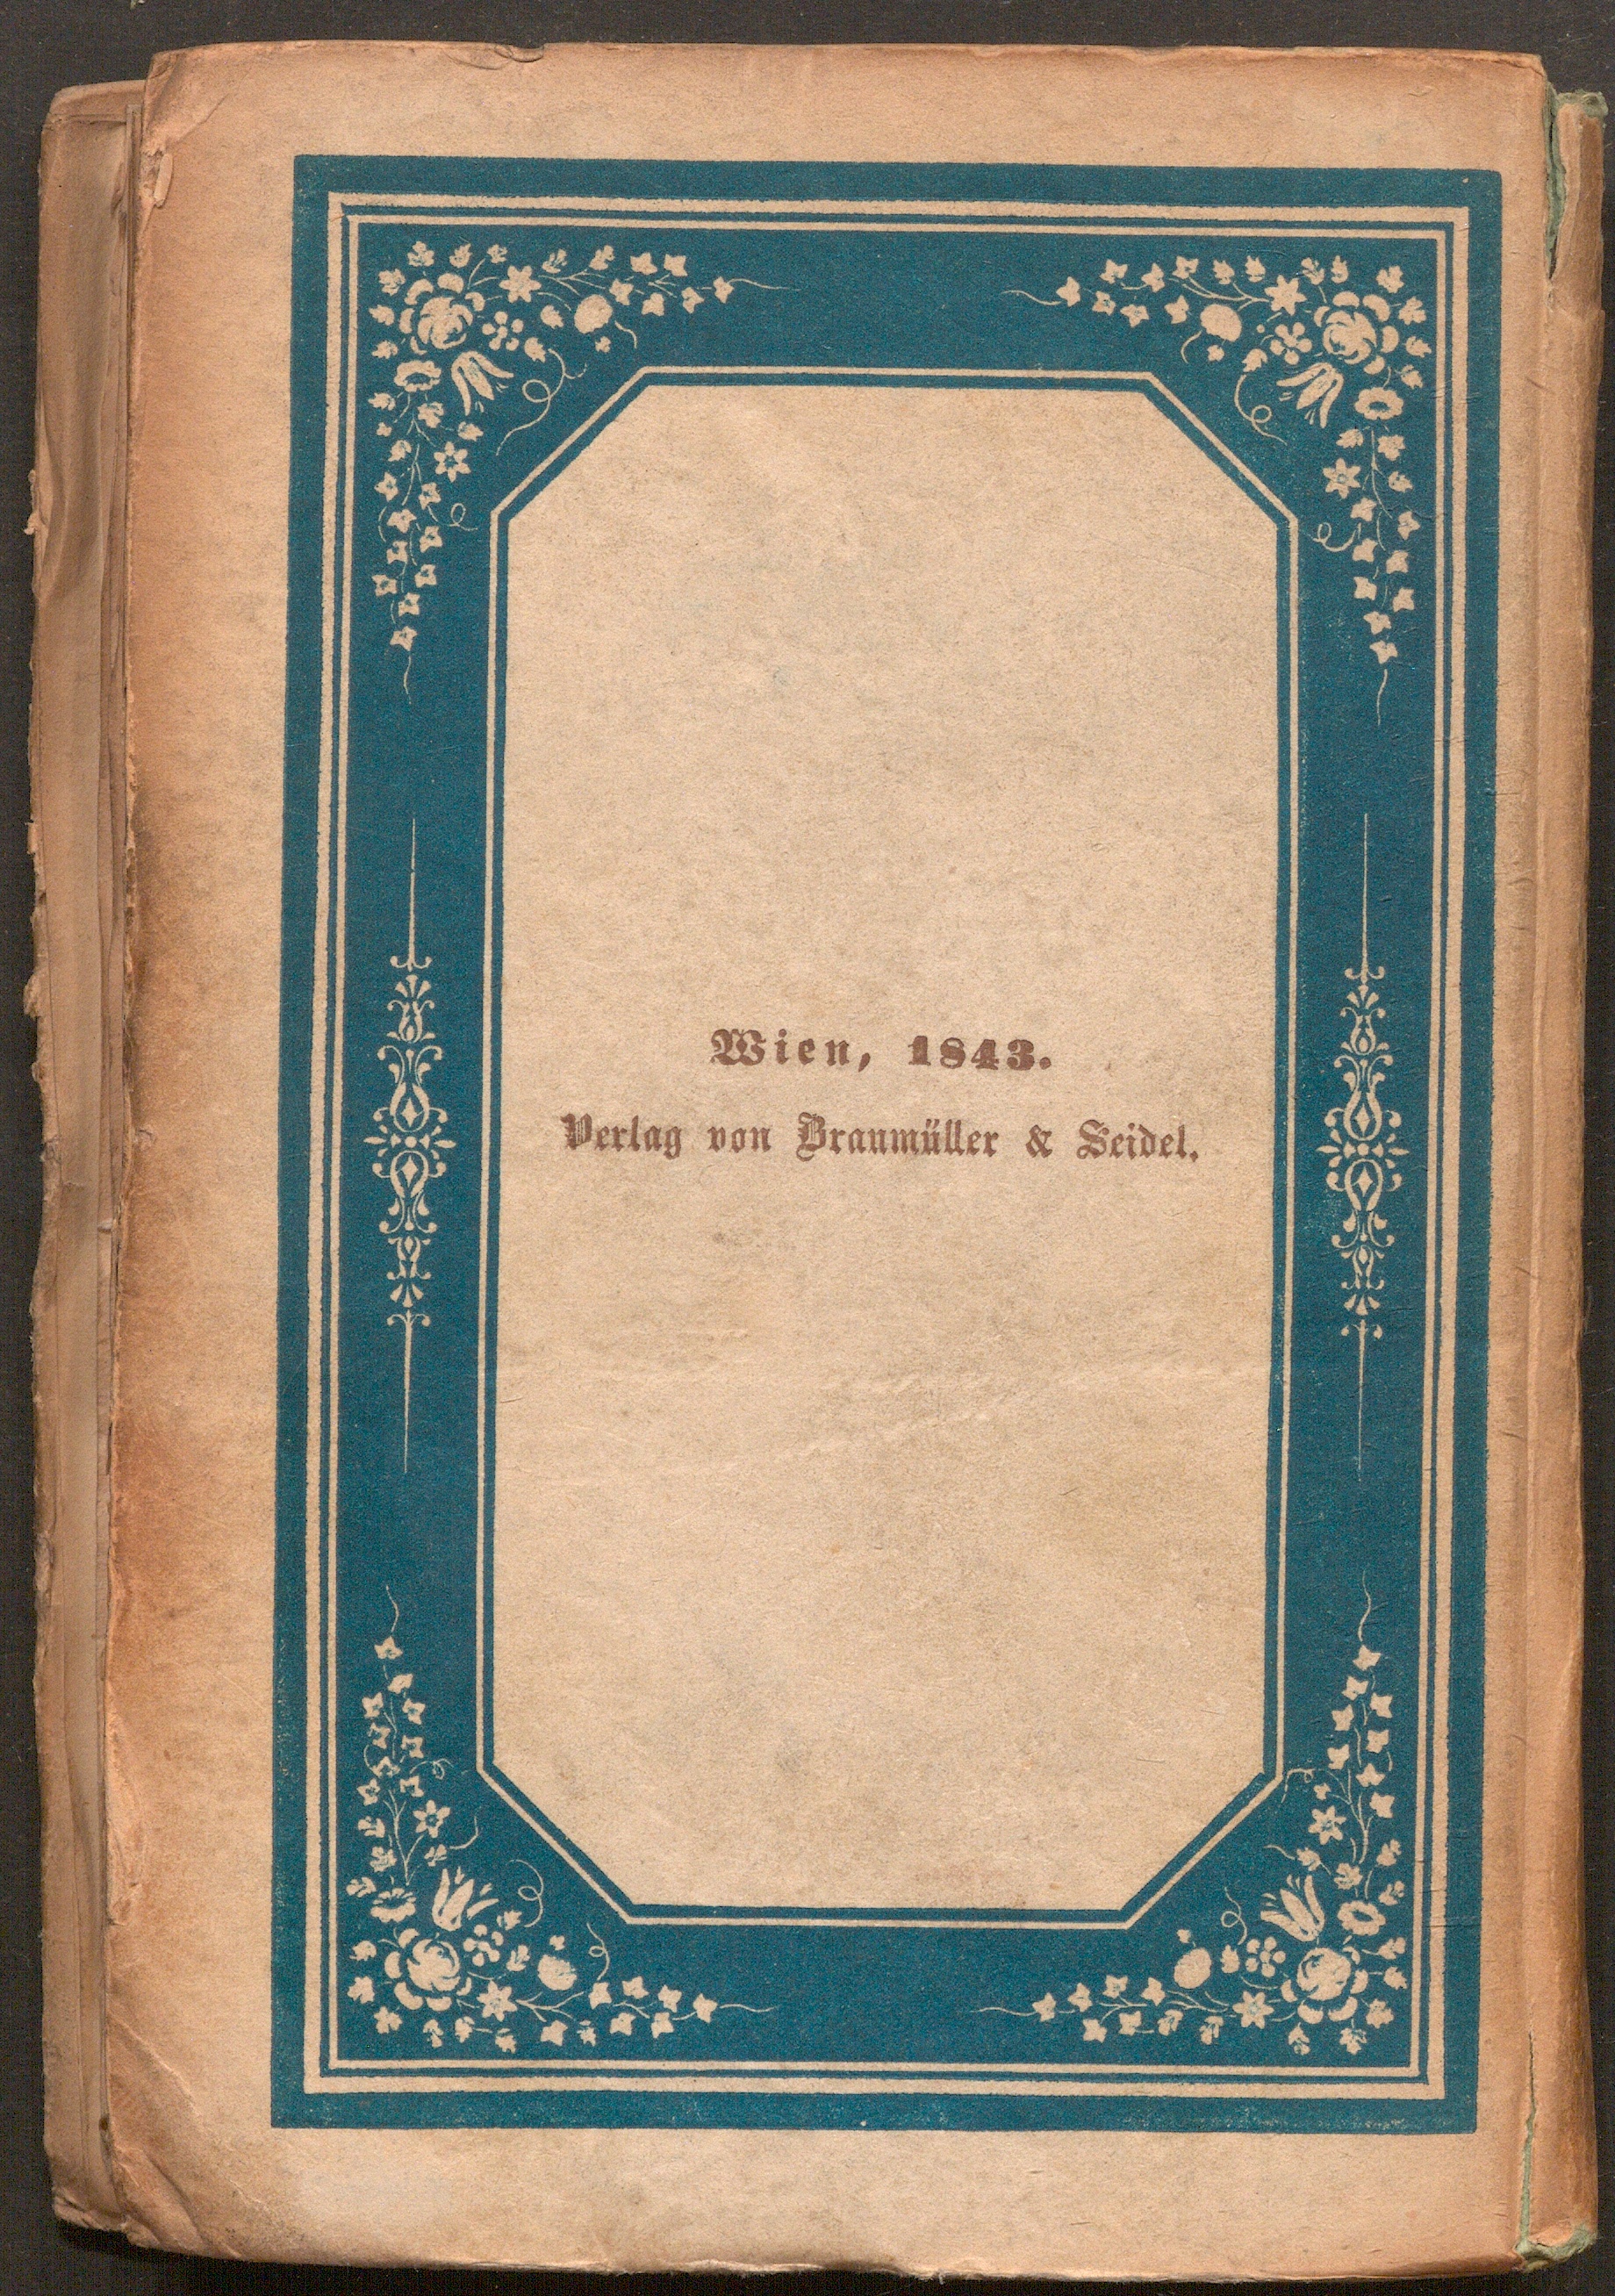 Wien, 1843.
Verlag von Braumüller & Seidel.